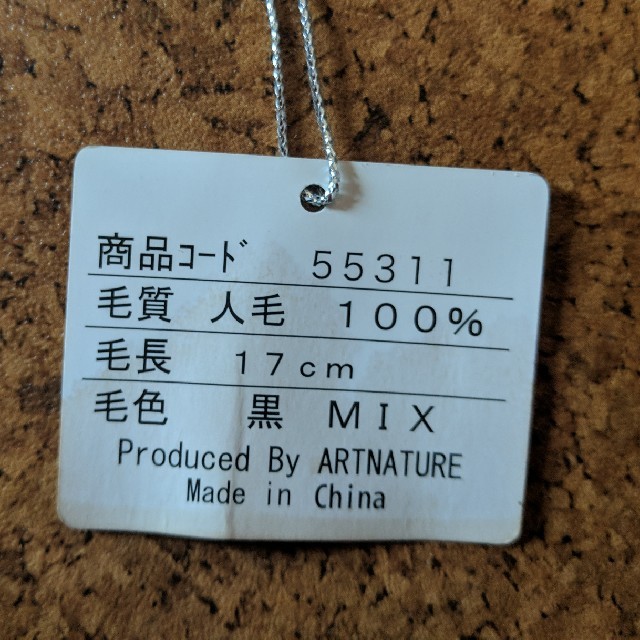 商品ｺｰﾄﾞ 55311
毛質 人毛 100%
毛長 17cm
毛色 黒 MIX
Produced By ARTNATURE
Made in China